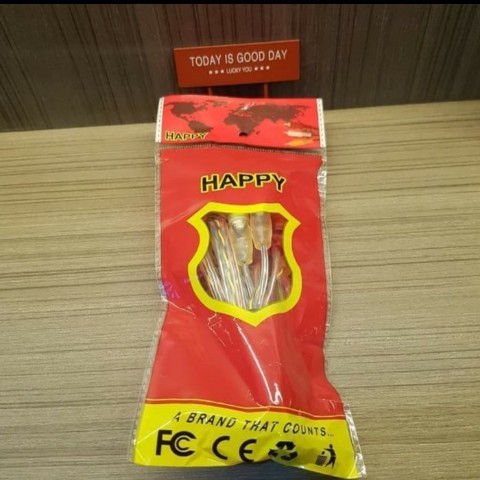 TODAY IS GOOD DAY
*** LUCKY YOU ***
HAPPY
HAPPY
A BRAND THAT COUNTS...
FC CE